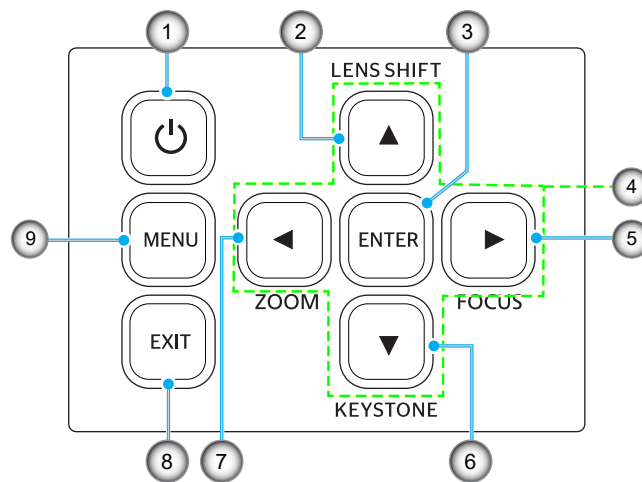 1 2 3
LENS SHIFT
4
9 MENU ENTER 5
ZOOM FOCUS
EXIT
KEYSTONE
8 7 6